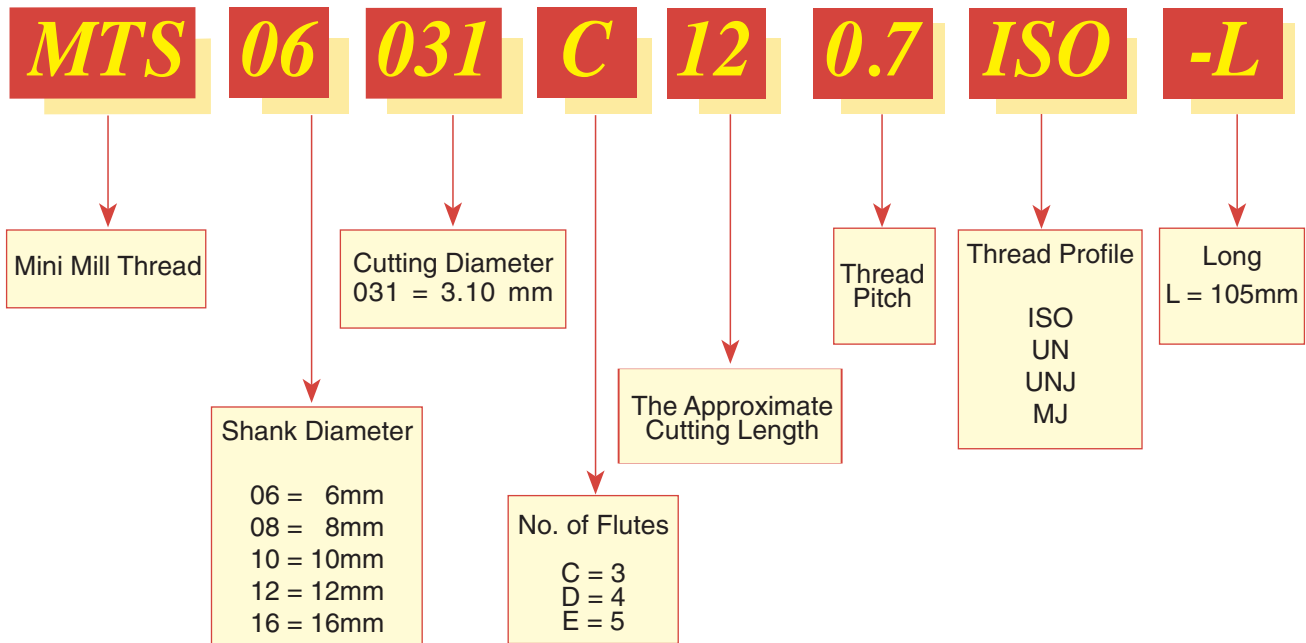 MTS 06 031 C 12 0.7 ISO -L
Mini Mill Thread
Shank Diameter
06 = 6mm
08 = 8mm
10 = 10mm
12 = 12mm
16 = 16mm
Cutting Diameter
031 = 3.10 mm
No. of Flutes
C = 3
D = 4
E = 5
The Approximate
Cutting Length
Thread
Pitch
Thread Profile
ISO
UN
UNJ
MJ
Long
L = 105mm